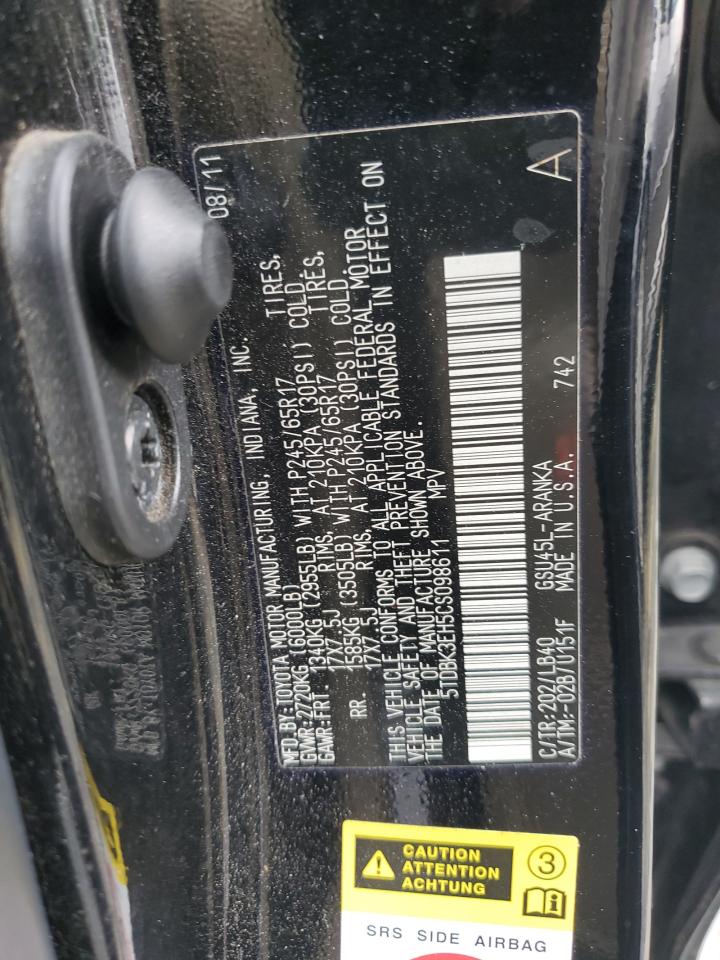 MFD.BY:TOYOTA MOTOR MANUFACTURING, INDIANA, INC. 08/11
GVWR-2720KG (6000LB)
GAWR-FRT. 1340KG (2955LB) WITH P245/65R17 TIRES,
17X7.5J RIMS, AT 210KPA (30PSI) COLD.
RR. 1585KG (3505LB) WITH P245/65R17 TIRES,
17X7.5J RIMS, AT 210KPA (30PSI) COLD.
THIS VEHICLE CONFORMS TO ALL APPLICABLE FEDERAL MOTOR
VEHICLE SAFETY AND THEFT PREVENTION STANDARDS IN EFFECT ON
THE DATE OF MANUFACTURE SHOWN ABOVE.
5TDBK3EH5CS098611 MPV
C/TR:202/LB40 GSU45L-ARAKKA 742 A
A/TM:-02B/U151F MADE IN U.S.A.
CAUTION
ATTENTION
ACHTUNG
3
SRS SIDE AIRBAG